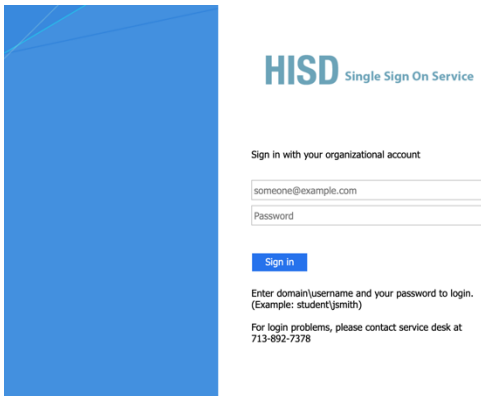 HISD Single Sign On Service
Sign in with your organizational account
someone@example.com
Password
Sign in
Enter domain\username and your password to login.
(Example: student\jsmith)
For login problems, please contact service desk at
713-892-7378